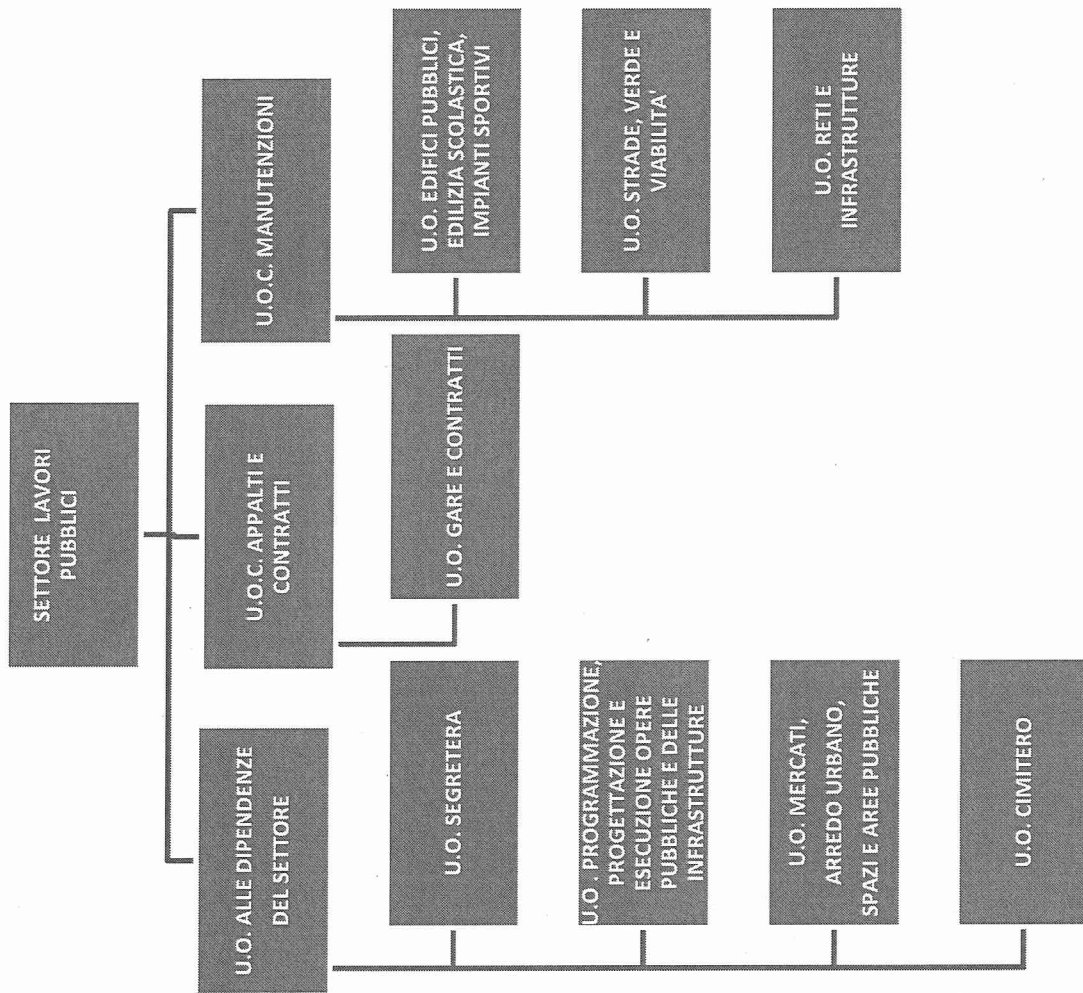 SETTORE LAVORI
PUBBLICI
U.O. ALLE DIPENDENZE
DEL SETTORE
U.O. SEGRETERA
U.O . PROGRAMMAZIONE,
PROGETTAZIONE E
ESECUZIONE OPERE
PUBBLICHE E DELLE
INFRASTRUTTURE
U.O. MERCATI,
ARREDO URBANO,
SPAZI E AREE PUBBLICHE
U.O. CIMITERO
U.O.C. APPALTI E
CONTRATTI
U.O. GARE E CONTRATTI
U.O.C. MANUTENZIONI
U.O. EDIFICI PUBBLICI,
EDILIZIA SCOLASTICA,
IMPIANTI SPORTIVI
U.O. STRADE, VERDE E
VIABILITA'
U.O. RETI E
INFRASTRUTTURE